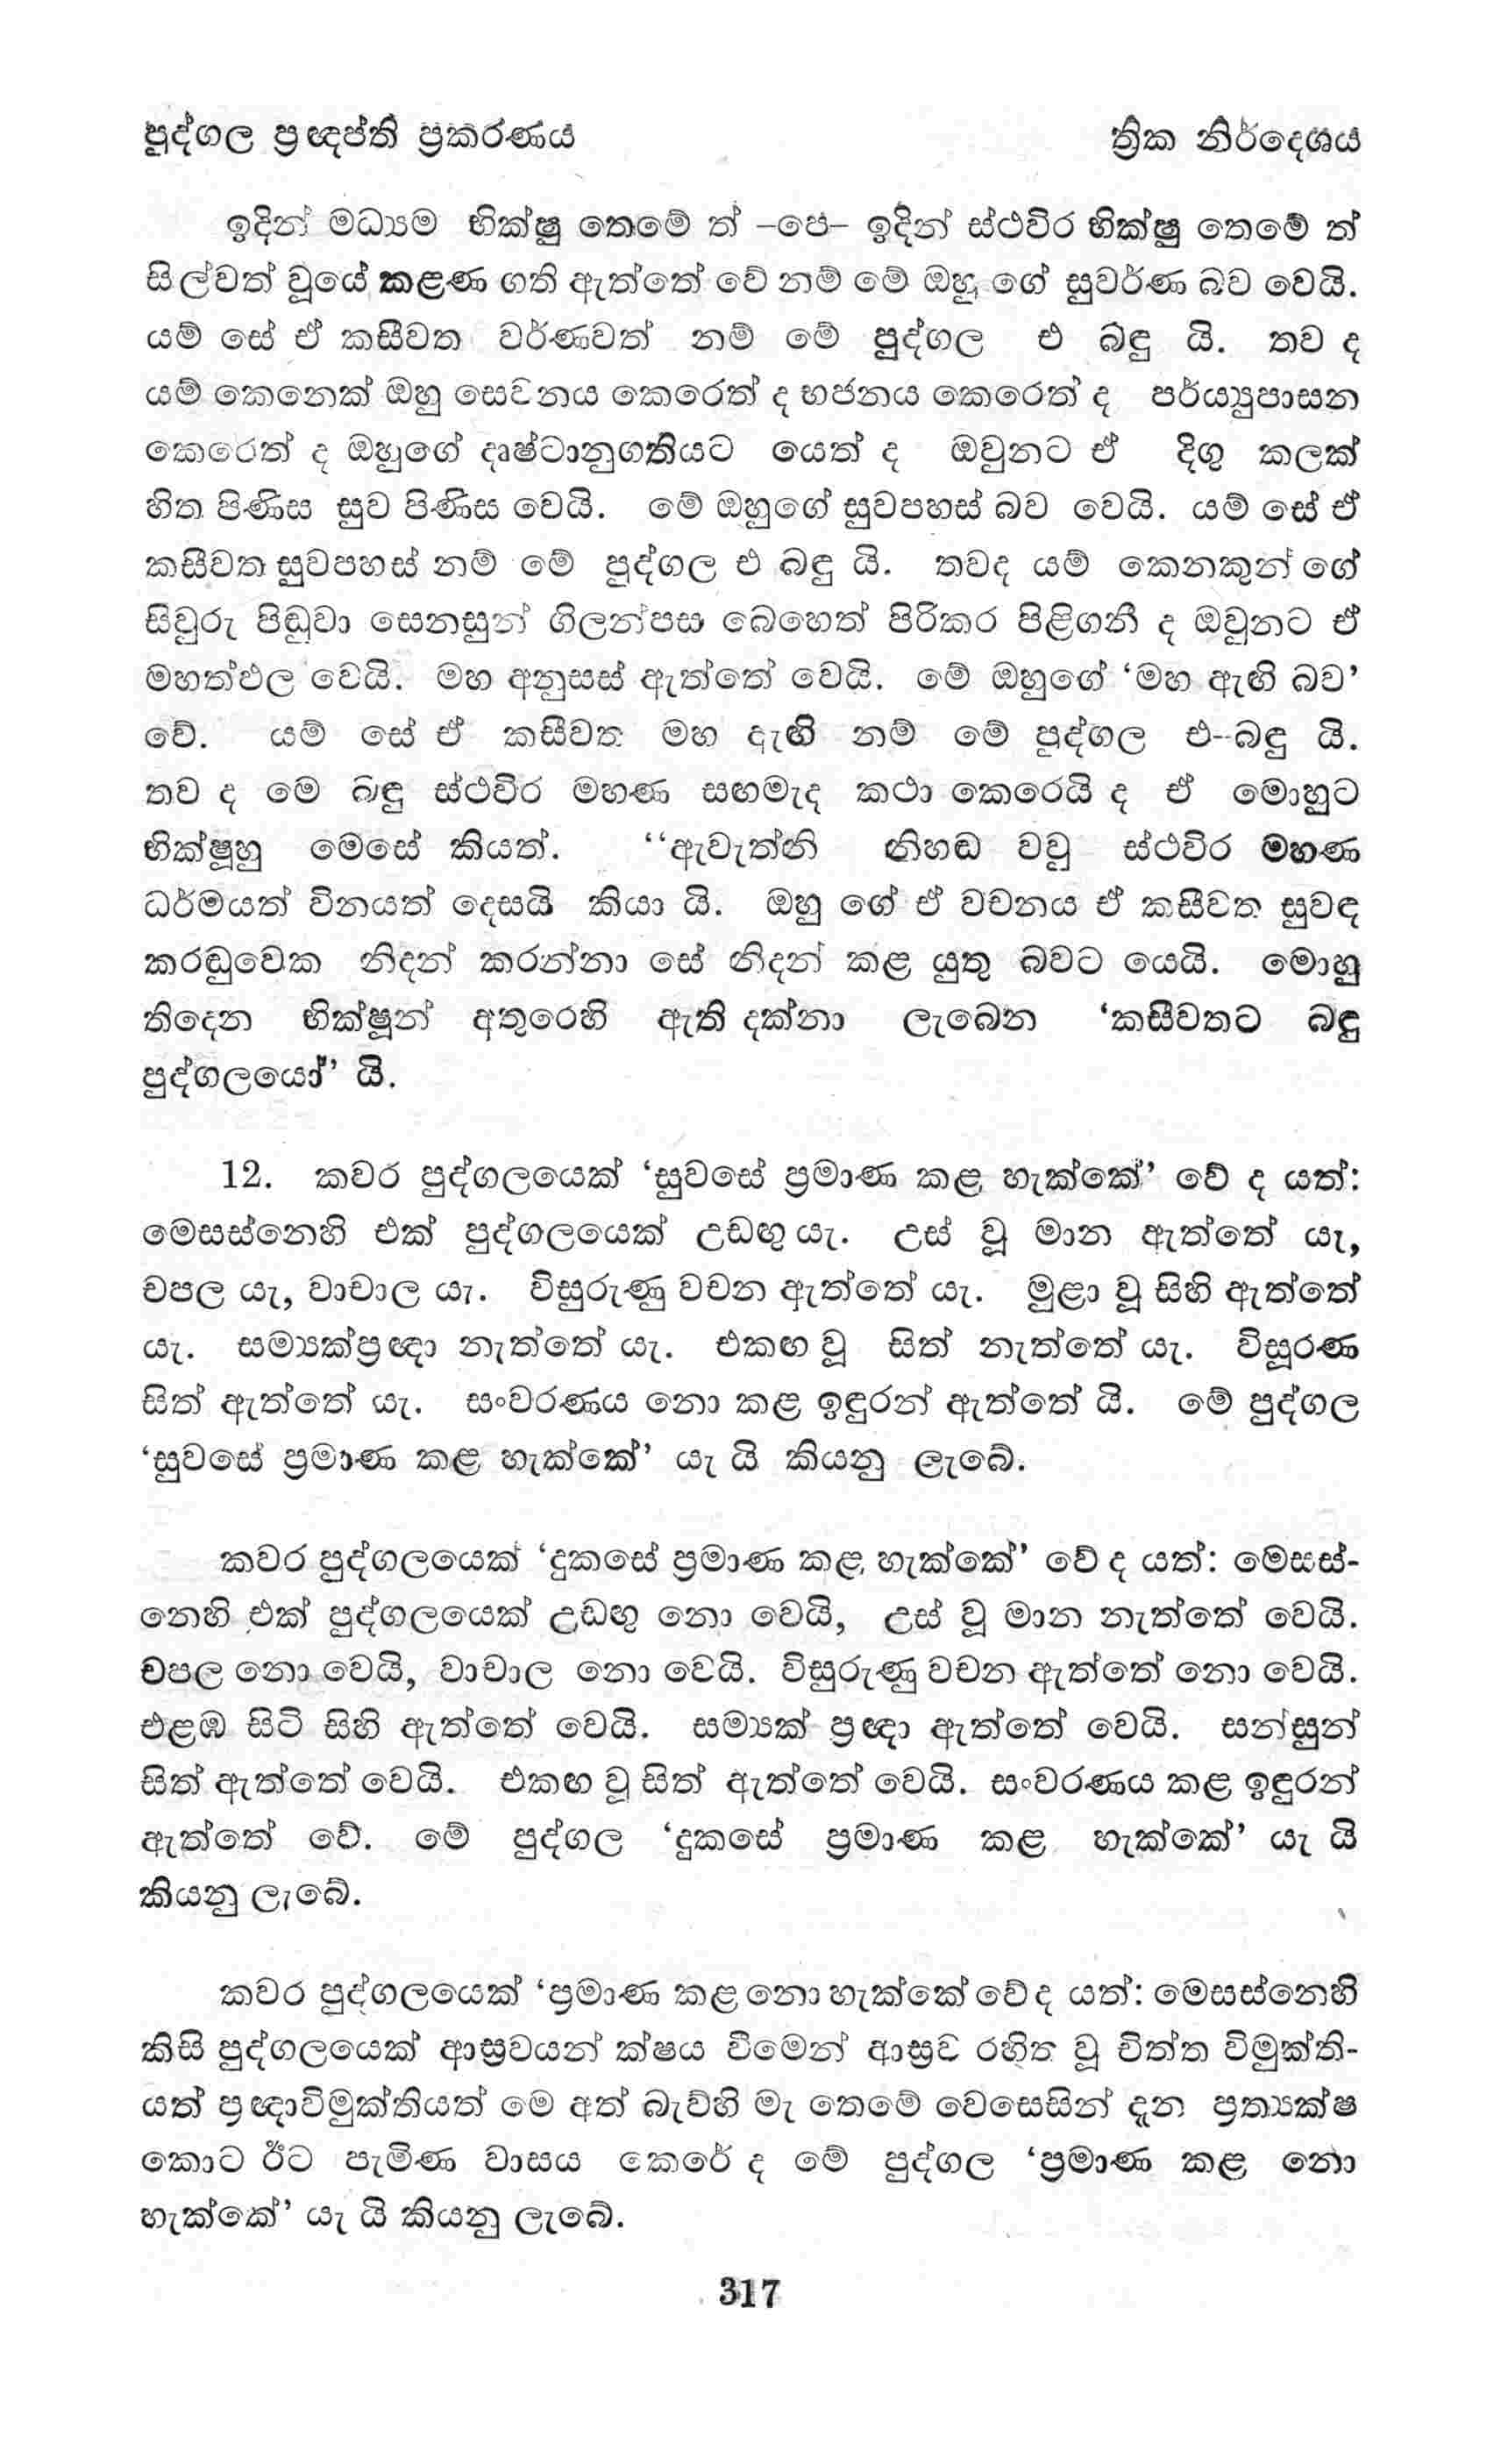 පුද්ගල ප්‍රඥප්ති ප්‍රකරණය
ත්‍රික නිර්දෙශය
ඉදින් මධ්‍යම භික්ෂු තෙමේ ත් –පෙ– ඉදින් ස්ථවිර භික්ෂු තෙමේ ත්
සිල්වත් වූයේ කළණ ගති ඇත්තේ වේ නම් මේ ඔහු ගේ සුවර්ණ බව වෙයි.
යම් සේ ඒ කසීවත වර්ණවත් නම් මේ පුද්ගල එ බඳු යි. තව ද
යම් කෙනෙක් ඔහු සෙවනය කෙරෙත් ද භජනය කෙරෙත් ද පර්ය්‍යුපාසන
කෙරෙත් ද ඔහුගේ දෘෂ්ටානුගතියට යෙත් ද ඔවුනට ඒ දිගු කලක්
හිත පිණිස සුව පිණිස වෙයි. මේ ඔහුගේ සුවපහස් බව වෙයි. යම් සේ ඒ
කසීවත සුවපහස් නම් මේ පුද්ගල එ බඳු යි. තවද යම් කෙනකුන් ගේ
සිවුරු පිඬුවා සෙනසුන් ගිලන්පස බෙහෙත් පිරිකර පිළිගනී ද ඔවුනට ඒ
මහත්ඵල වෙයි. මහ අනුසස් ඇත්තේ වෙයි. මේ ඔහුගේ ‘මහ ඇඟි බව’
වේ. යම් සේ ඒ කසීවත මහ ඇඟි නම් මේ පුද්ගල එ-බඳු යි.
තව ද මෙ බඳු ස්ථවිර මහණ සඟමැද කථා කෙරෙයි ද ඒ මොහුට
භික්ෂූහු මෙසේ කියත්. ‘‘ඇවැත්නි නිහඬ වවු ස්ථවිර මහණ
ධර්මයත් විනයත් දෙසයි කියා යි. ඔහු ගේ ඒ වචනය ඒ කසීවත සුවඳ
කරඬුවෙක නිදන් කරන්නා සේ නිදන් කළ යුතු බවට යෙයි. මොහු
තිදෙන භික්ෂූන් අතුරෙහි ඇති දක්නා ලැබෙන ‘කසීවතට බඳු
පුද්ගලයෝ’ යි.
12. කවර පුද්ගලයෙක් ‘සුවසේ ප්‍රමාණ කළ හැක්කේ’ වේ ද යත්:
මෙසස්නෙහි එක් පුද්ගලයෙක් උඩඟු යැ. උස් වූ මාන ඇත්තේ යැ,
චපල යැ, වාචාල යැ. විසුරුණු වචන ඇත්තේ යැ. මුළා වූ සිහි ඇත්තේ
යැ. සම්‍යක්ප්‍රඥා නැත්තේ යැ. එකඟ වූ සිත් නැත්තේ යැ. විසුරණ
සිත් ඇත්තේ යැ. සංවරණය නො කළ ඉඳුරන් ඇත්තේ යි. මේ පුද්ගල
‘සුවසේ ප්‍රමාණ කළ හැක්කේ’ යැ යි කියනු ලැබේ.
කවර පුද්ගලයෙක් ‘දුකසේ ප්‍රමාණ කළ හැක්කේ’ වේ ද යත්: මෙසස්-
නෙහි එක් පුද්ගලයෙක් උඩඟු නො වෙයි, උස් වූ මාන නැත්තේ වෙයි.
චපල නො වෙයි, වාචාල නො වෙයි. විසුරුණු වචන ඇත්තේ නො වෙයි.
එළඹ සිටි සිහි ඇත්තේ වෙයි. සම්‍යක් ප්‍රඥා ඇත්තේ වෙයි. සන්සුන්
සිත් ඇත්තේ වෙයි. එකඟ වූ සිත් ඇත්තේ වෙයි. සංවරණය කළ ඉඳුරන්
ඇත්තේ වේ. මේ පුද්ගල ‘දුකසේ ප්‍රමාණ කළ හැක්කේ’ යැ යි
කියනු ලැබේ.
කවර පුද්ගලයෙක් ‘ප්‍රමාණ කළ නො හැක්කේ වේ ද යත්: මෙසස්නෙහි
කිසි පුද්ගලයෙක් ආස්‍රවයන් ක්ෂය වීමෙන් ආස්‍රව රහිත වූ චිත්ත විමුක්ති-
යත් ප්‍රඥාවිමුක්තියත් මෙ අත් බැව්හි මැ තෙමේ වෙසෙසින් දැන ප්‍රත්‍යක්ෂ
කොට ඊට පැමිණ වාසය කෙරේ ද මේ පුද්ගල ‘ප්‍රමාණ කළ නො
හැක්කේ’ යැ යි කියනු ලැබේ.
317